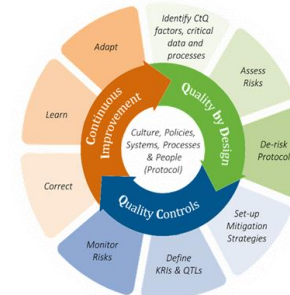 Identify CtQ
factors, critical
data and
processes
Assess
Risks
De-risk
Protocol
Set-up
Mitigation
Strategies
Define
KRIs & QTLs
Monitor
Risks
Correct
Learn
Adapt
Quality by Design
Quality Controls
Continuous
Improvement
Culture, Policies,
Systems, Processes
& People
(Protocol)